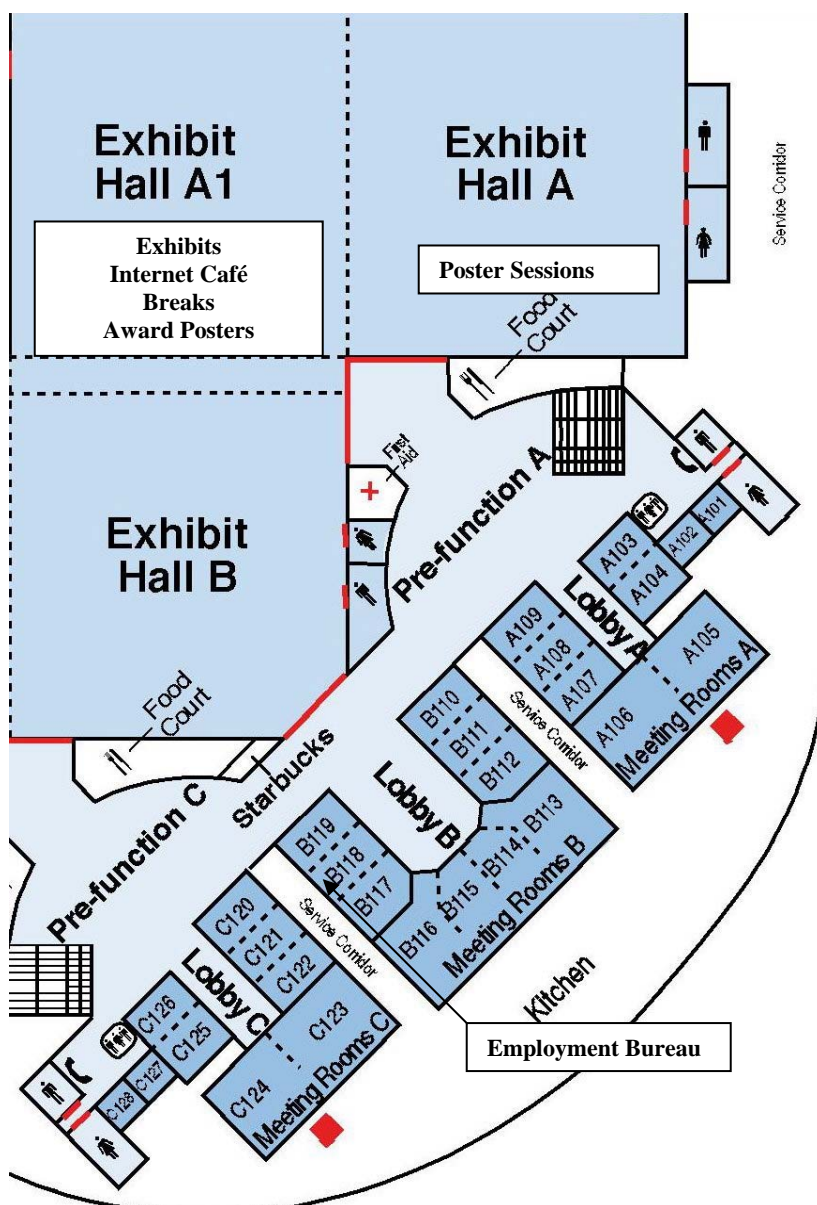 Exhibit
Hall A1
Exhibit
Hall A
Exhibits
Internet Café
Breaks
Award Posters
Poster Sessions
Service Corridor
Food
Court
First
Aid
Pre-function A
Exhibit
Hall B
A101
A102
A103
A104
Lobby A
A105
A106
Meeting Rooms A
A109
A108
A107
Service Corridor
B110
B111
B112
Food
Court
Starbucks
Lobby B
B113
B114
B115
B116
Meeting Rooms B
B119
B118
B117
Pre-function C
Service Corridor
C120
C121
C122
Lobby C
C123
C124
Meeting Rooms C
C126
C125
C127
C128
Kitchen
Employment Bureau